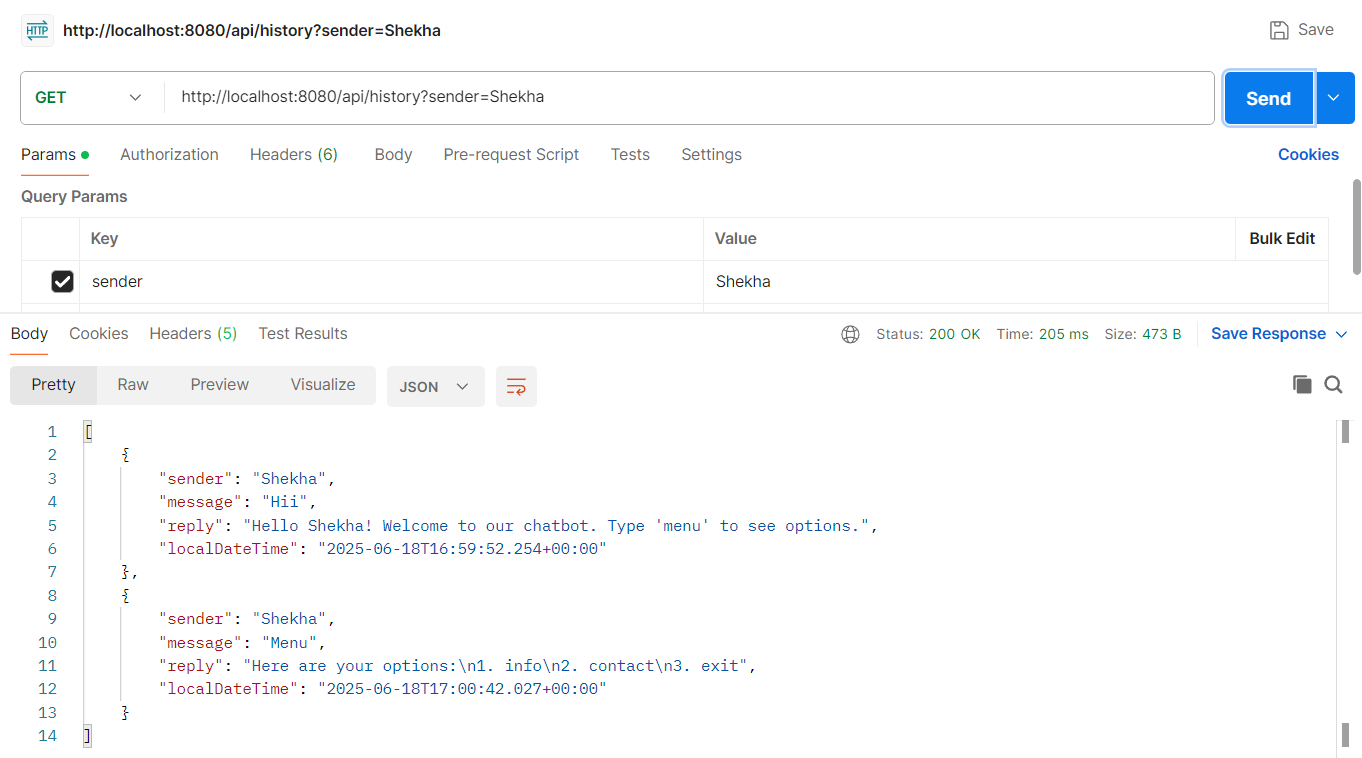 HTTP http://localhost:8080/api/history?sender=Shekha Save
GET http://localhost:8080/api/history?sender=Shekha Send
Params Authorization Headers (6) Body Pre-request Script Tests Settings Cookies
Query Params
Key Value Bulk Edit
sender Shekha
Body Cookies Headers (5) Test Results Status: 200 OK Time: 205 ms Size: 473 B Save Response
Pretty Raw Preview Visualize JSON
1 [
2 {
3 "sender": "Shekha",
4 "message": "Hii",
5 "reply": "Hello Shekha! Welcome to our chatbot. Type 'menu' to see options.",
6 "localDateTime": "2025-06-18T16:59:52.254+00:00"
7 },
8 {
9 "sender": "Shekha",
10 "message": "Menu",
11 "reply": "Here are your options:\n1. info\n2. contact\n3. exit",
12 "localDateTime": "2025-06-18T17:00:42.027+00:00"
13 }
14 ]